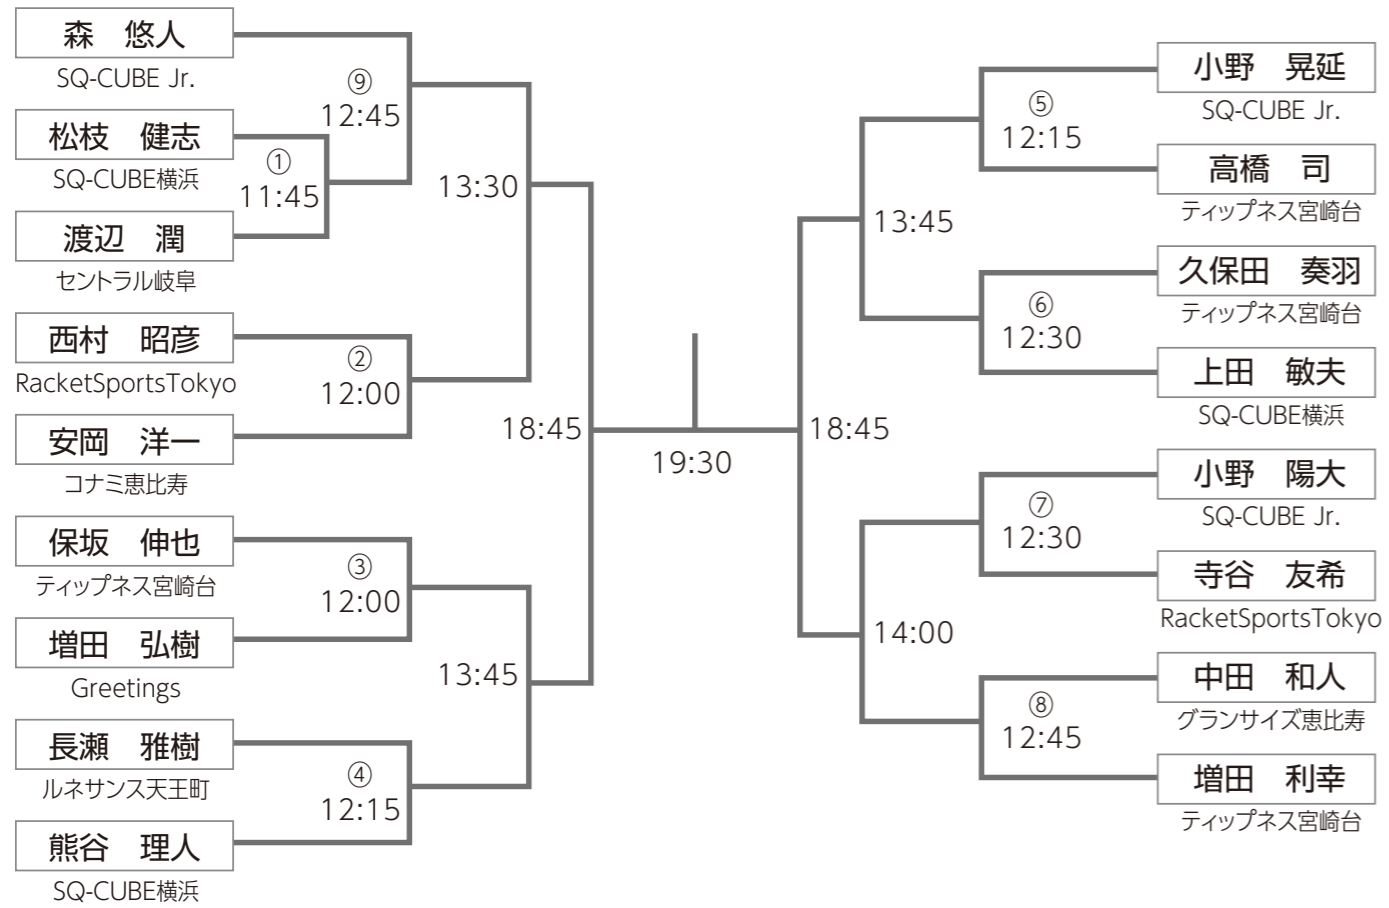 森　悠人
SQ-CUBE Jr.
松枝　健志
SQ-CUBE横浜
渡辺　潤
セントラル岐阜
西村　昭彦
RacketSportsTokyo
安岡　洋一
コナミ恵比寿
保坂　伸也
ティップネス宮崎台
増田　弘樹
Greetings
長瀬　雅樹
ルネサンス天王町
熊谷　理人
SQ-CUBE横浜
⑨
12:45
①
11:45
②
12:00
③
12:00
④
12:15
13:30
13:45
18:45
19:30
18:45
13:45
14:00
⑤
12:15
⑥
12:30
⑦
12:30
⑧
12:45
小野　晃延
SQ-CUBE Jr.
高橋　司
ティップネス宮崎台
久保田　奏羽
ティップネス宮崎台
上田　敏夫
SQ-CUBE横浜
小野　陽大
SQ-CUBE Jr.
寺谷　友希
RacketSportsTokyo
中田　和人
グランサイズ恵比寿
増田　利幸
ティップネス宮崎台